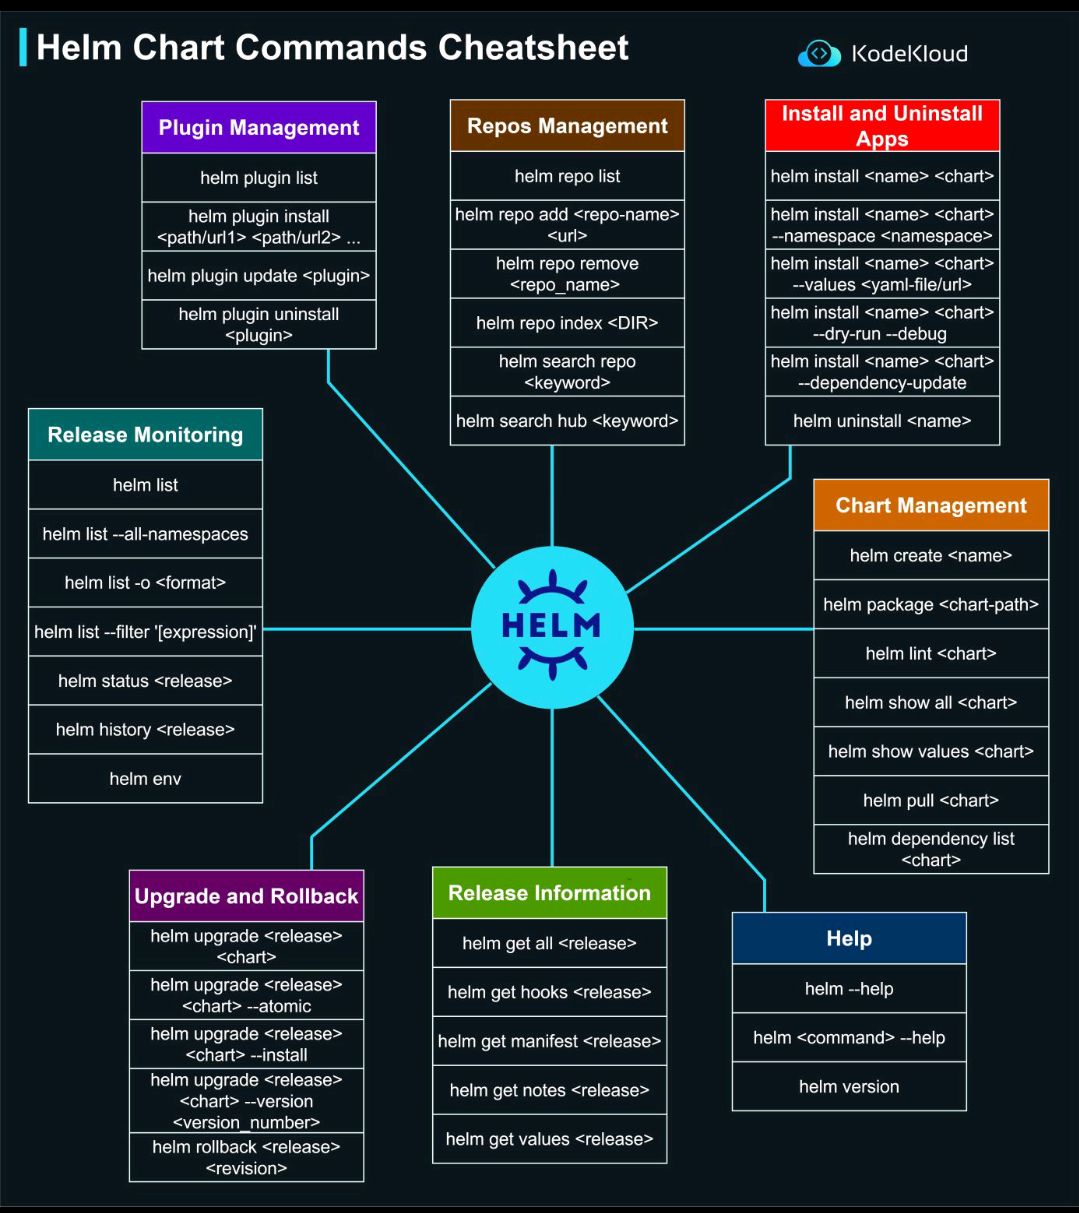 Helm Chart Commands Cheatsheet
KodeKloud
Plugin Management
helm plugin list
helm plugin install
<path/url1> <path/url2> ...
helm plugin update <plugin>
helm plugin uninstall
<plugin>
Repos Management
helm repo list
helm repo add <repo-name>
<url>
helm repo remove
<repo_name>
helm repo index <DIR>
helm search repo
<keyword>
helm search hub <keyword>
Install and Uninstall
Apps
helm install <name> <chart>
helm install <name> <chart>
--namespace <namespace>
helm install <name> <chart>
--values <yaml-file/url>
helm install <name> <chart>
--dry-run --debug
helm install <name> <chart>
--dependency-update
helm uninstall <name>
Release Monitoring
helm list
helm list --all-namespaces
helm list -o <format>
helm list --filter '[expression]'
helm status <release>
helm history <release>
helm env
HELM
Chart Management
helm create <name>
helm package <chart-path>
helm lint <chart>
helm show all <chart>
helm show values <chart>
helm pull <chart>
helm dependency list
<chart>
Upgrade and Rollback
helm upgrade <release>
<chart>
helm upgrade <release>
<chart> --atomic
helm upgrade <release>
<chart> --install
helm upgrade <release>
<chart> --version
<version_number>
helm rollback <release>
<revision>
Release Information
helm get all <release>
helm get hooks <release>
helm get manifest <release>
helm get notes <release>
helm get values <release>
Help
helm --help
helm <command> --help
helm version